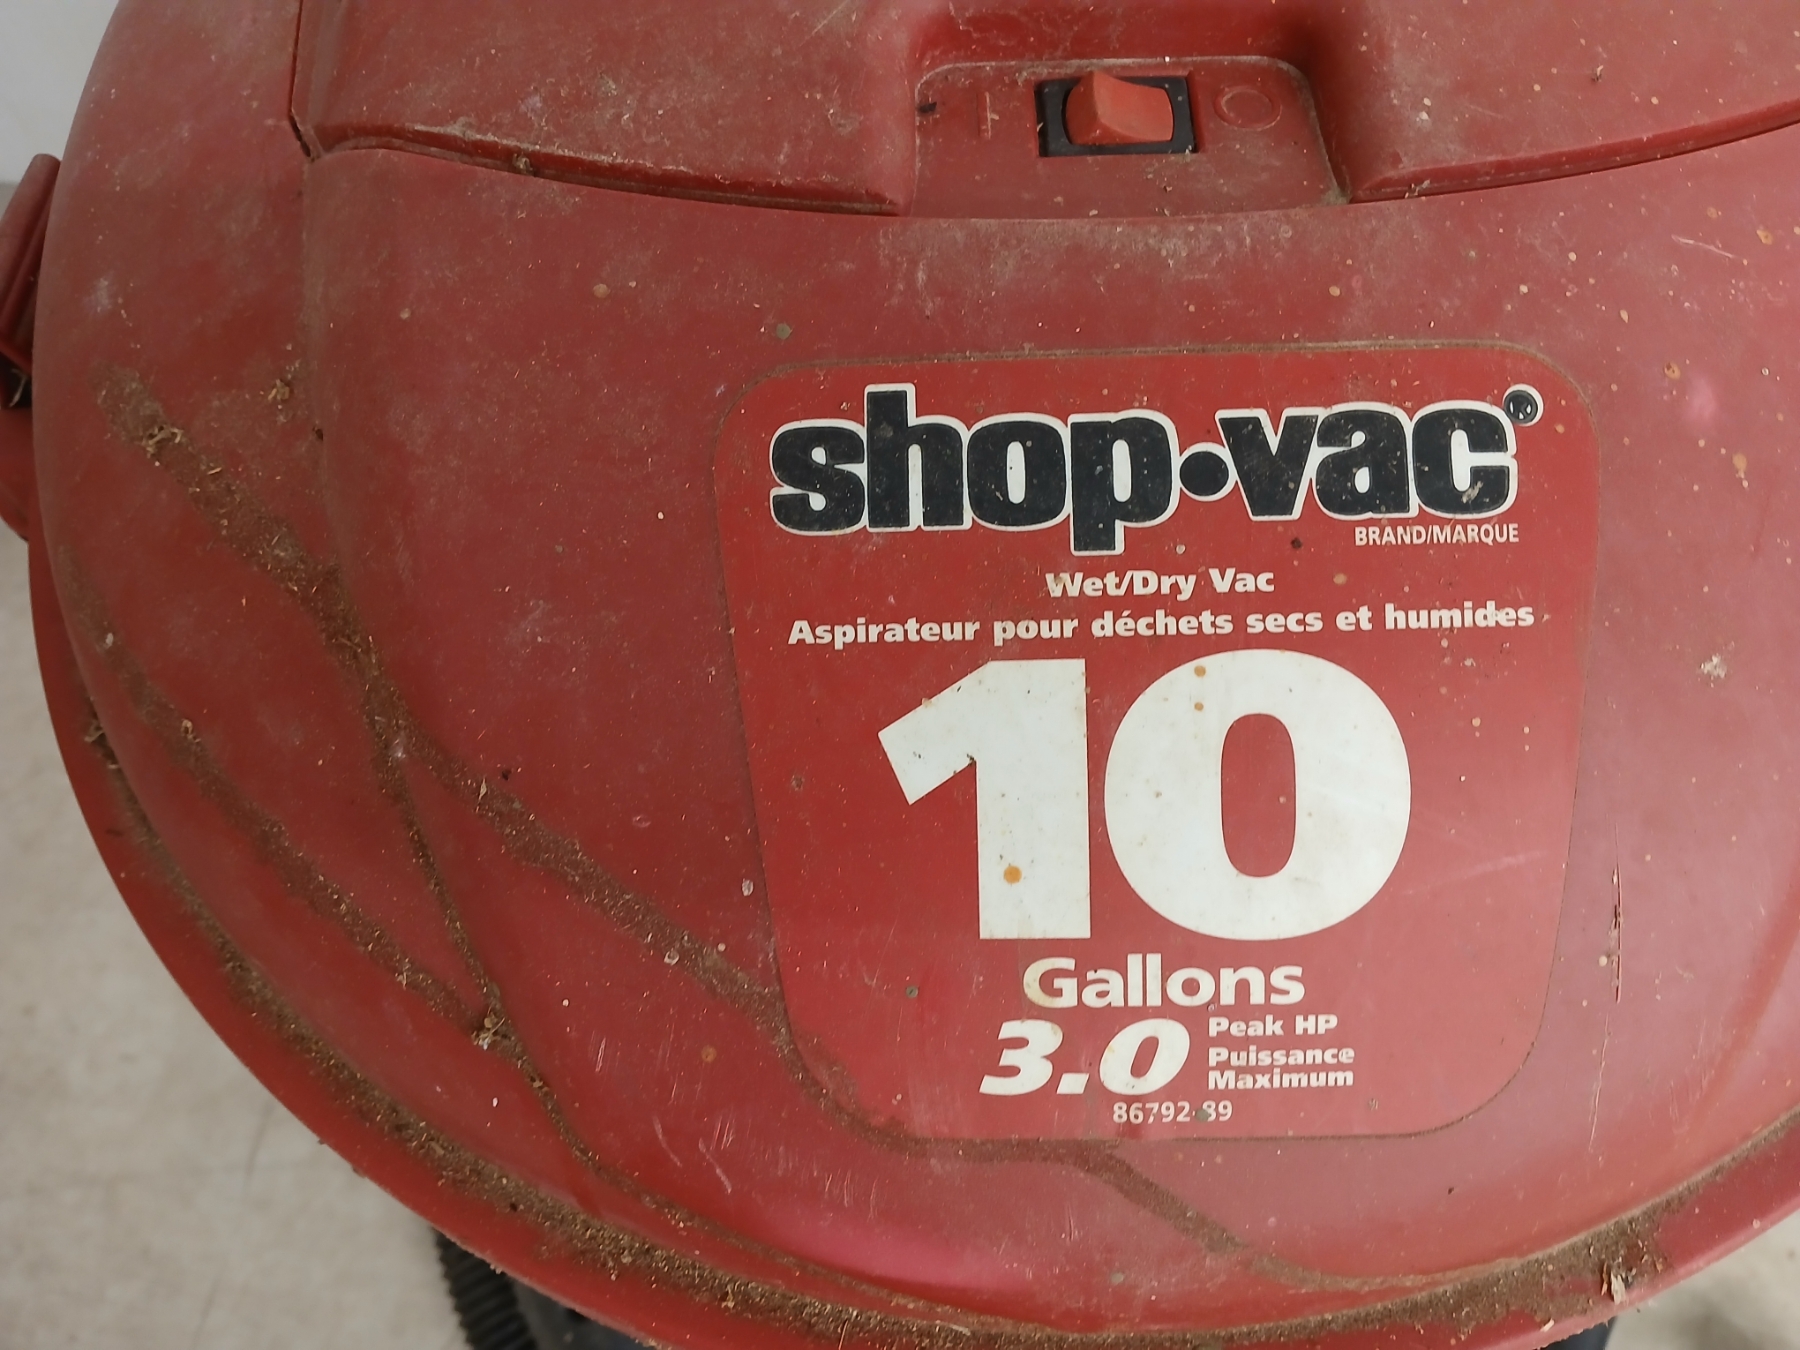 shop·vac®
BRAND/MARQUE
Wet/Dry Vac
Aspirateur pour déchets secs et humides
10
Gallons
3.0 Peak HP
Puissance
Maximum
86792-89